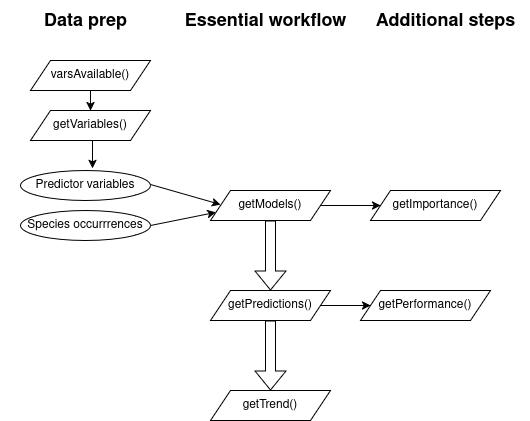 Data prep
Essential workflow
Additional steps
varsAvailable()
getVariables()
Predictor variables
Species occurrrences
getModels()
getImportance()
getPredictions()
getPerformance()
getTrend()